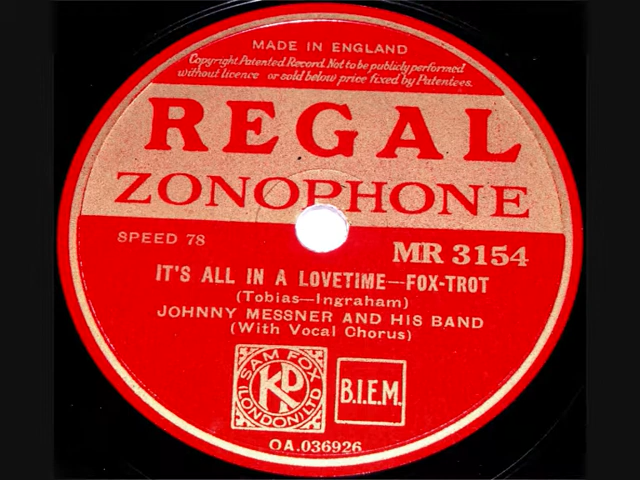 MADE IN ENGLAND
Copyright Patented Record. Not to be publicly performed
without licence or sold below price fixed by Patentees.
REGAL
ZONOPHONE
SPEED 78
MR 3154
IT'S ALL IN A LOVETIME—FOX-TROT
(Tobias—Ingraham)
JOHNNY MESSNER AND HIS BAND
(With Vocal Chorus)
SAM FOX
KP
(LONDON) LTD
B.I.E.M.
OA.036926